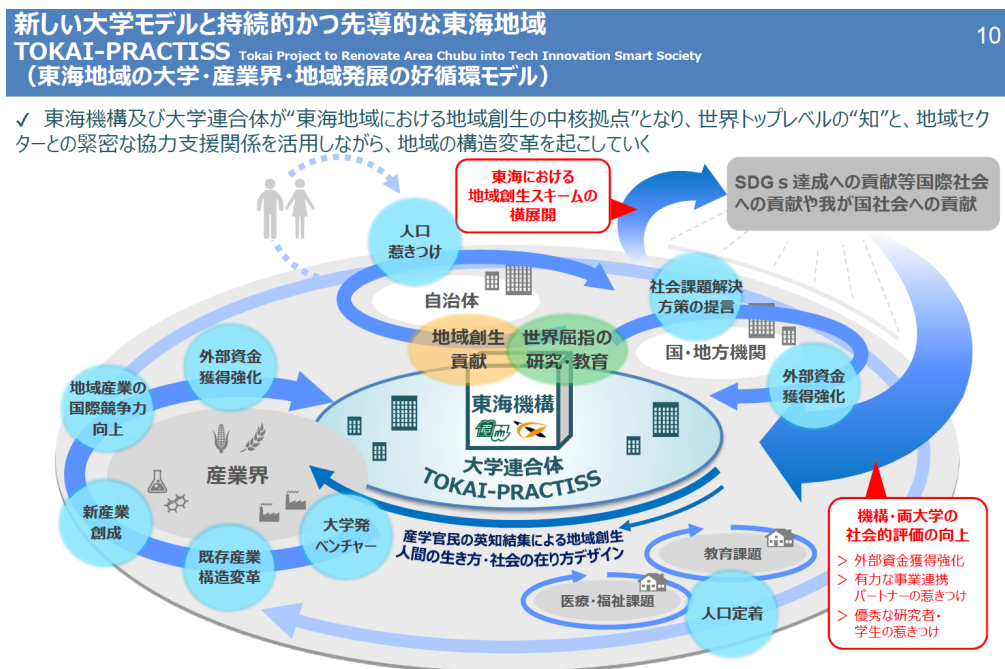 新しい大学モデルと持続的かつ先導的な東海地域
10
TOKAI-PRACTISS Tokai Project to Renovate Area Chubu into Tech Innovation Smart Society
（東海地域の大学・産業界・地域発展の好循環モデル）
✓ 東海機構及び大学連合体が“東海地域における地域創生の中核拠点”となり、世界トップレベルの“知”と、地域セク
ターとの緊密な協力支援関係を活用しながら、地域の構造変革を起こしていく
東海における
地域創生スキームの
横展開
SDGｓ達成への貢献等国際社会
への貢献や我が国社会への貢献
人口
惹きつけ
自治体
社会課題解決
方策の提言
国・地方機関
外部資金
獲得強化
地域創生
貢献
世界屈指の
研究・教育
外部資金
獲得強化
地域産業の
国際競争力
向上
産業界
新産業
創成
既存産業
構造変革
大学発
ベンチャー
東海機構
大学連合体
TOKAI-PRACTISS
産学官民の英知結集による地域創生
人間の生き方・社会の在り方デザイン
教育課題
医療・福祉課題
人口定着
機構・両大学の
社会的評価の向上
＞ 外部資金獲得強化
＞ 有力な事業連携
パートナーの惹きつけ
＞ 優秀な研究者・
学生の惹きつけ